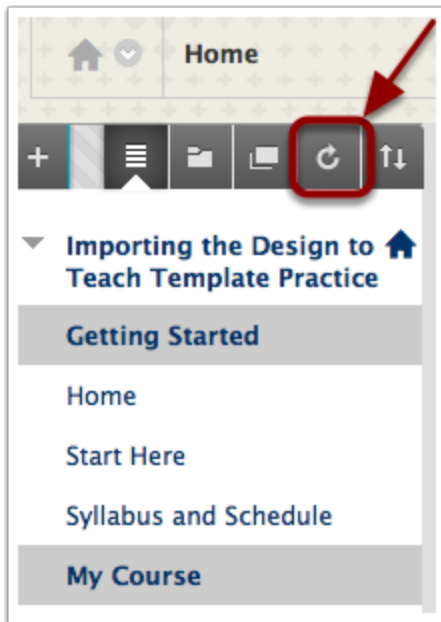 Home
Importing the Design to
Teach Template Practice
Getting Started
Home
Start Here
Syllabus and Schedule
My Course